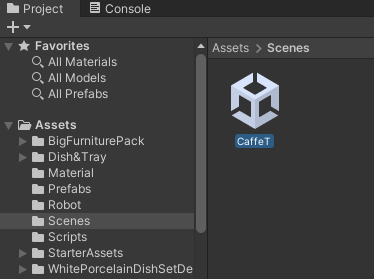 Project Console
Favorites
All Materials
All Models
All Prefabs
Assets
BigFurniturePack
Dish&Tray
Material
Prefabs
Robot
Scenes
Scripts
StarterAssets
WhitePorcelainDishSetDe
Assets > Scenes
CaffeT